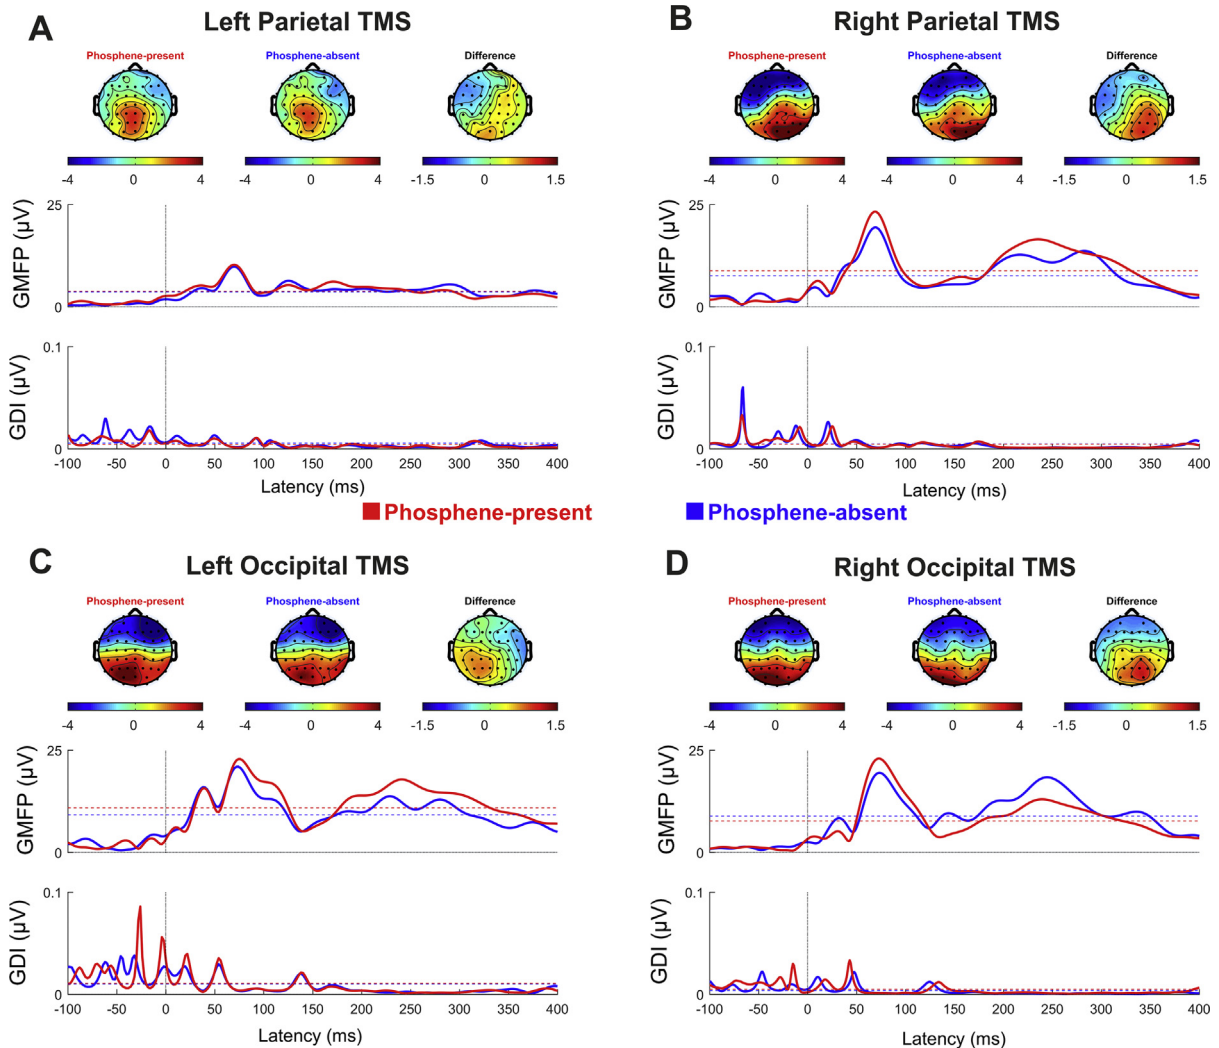 A
Left Parietal TMS
Phosphene-present
Phosphene-absent
Difference
-4 0 4
-4 0 4
-1.5 0 1.5
25
GMFP (μV)
0
0.1
GDI (μV)
0
-100 -50 0 50 100 150 200 250 300 350 400
Latency (ms)
B
Right Parietal TMS
Phosphene-present
Phosphene-absent
Difference
-4 0 4
-4 0 4
-1.5 0 1.5
25
GMFP (μV)
0
0.1
GDI (μV)
0
-100 -50 0 50 100 150 200 250 300 350 400
Latency (ms)
Phosphene-present
Phosphene-absent
C
Left Occipital TMS
Phosphene-present
Phosphene-absent
Difference
-4 0 4
-4 0 4
-1.5 0 1.5
25
GMFP (μV)
0
0.1
GDI (μV)
0
-100 -50 0 50 100 150 200 250 300 350 400
Latency (ms)
D
Right Occipital TMS
Phosphene-present
Phosphene-absent
Difference
-4 0 4
-4 0 4
-1.5 0 1.5
25
GMFP (μV)
0
0.1
GDI (μV)
0
-100 -50 0 50 100 150 200 250 300 350 400
Latency (ms)